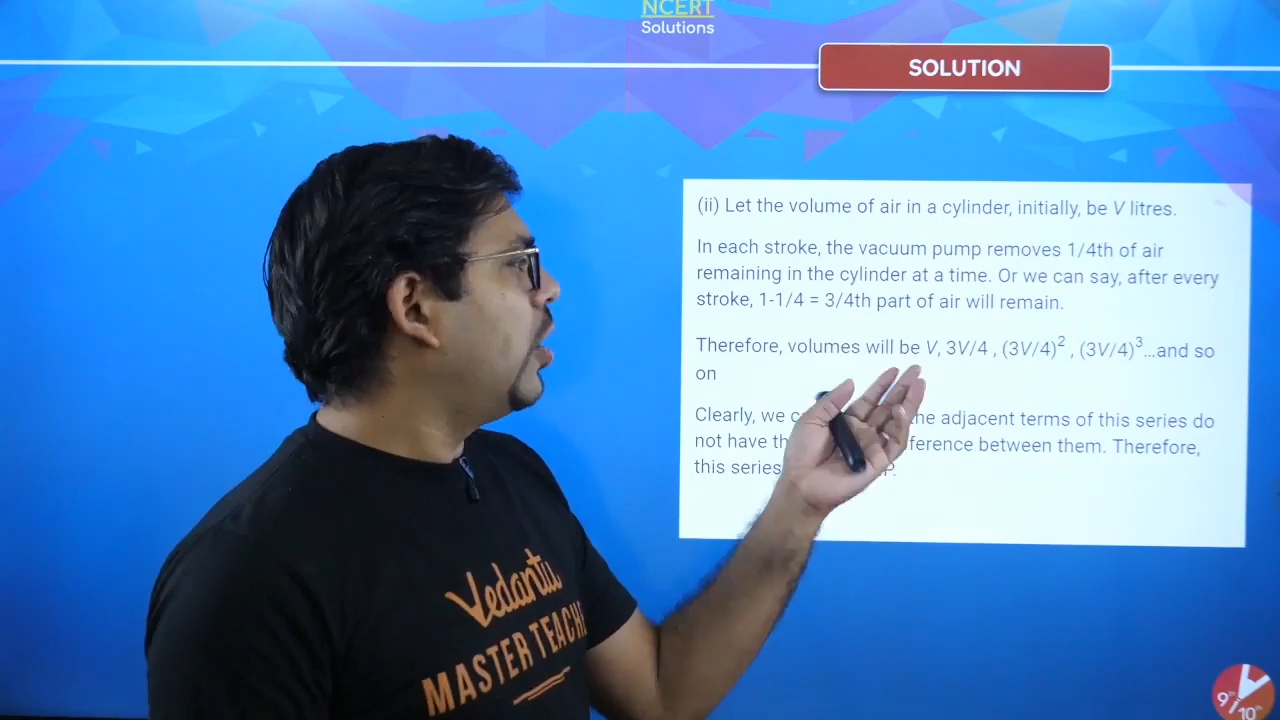 NCERT
Solutions
SOLUTION
(ii) Let the volume of air in a cylinder, initially, be V litres.
In each stroke, the vacuum pump removes 1/4th of air
remaining in the cylinder at a time. Or we can say, after every
stroke, 1-1/4 = 3/4th part of air will remain.
Therefore, volumes will be V, 3V/4 , (3V/4)² , (3V/4)³...and so
on
Clearly, we the adjacent terms of this series do
not have between them. Therefore,
this series
Vedantu
MASTER TEACHE
9th 10th